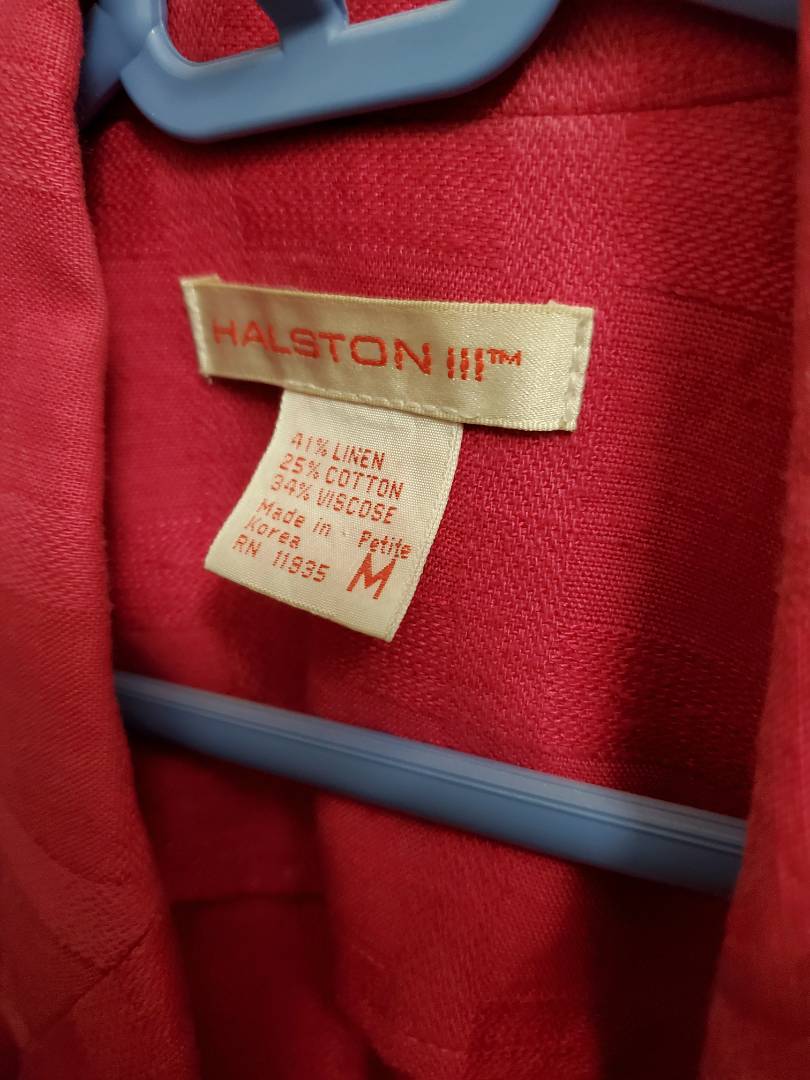 HALSTON III™
41% LINEN
25% COTTON
34% VISCOSE
Made in
Korea
RN 11935
Petite
M